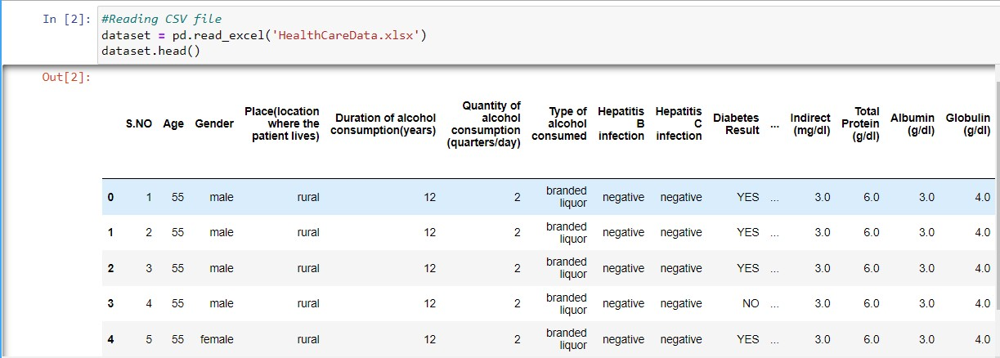 In [2]: #Reading CSV file
dataset = pd.read_excel('HealthCareData.xlsx')
dataset.head()
Out[2]:
S.NO Age Gender Place(location where the patient lives) Duration of alcohol consumption(years) Quantity of alcohol consumption (quarters/day) Type of alcohol consumed Hepatitis B infection Hepatitis C infection Diabetes Result ... Indirect (mg/dl) Total Protein (g/dl) Albumin (g/dl) Globulin (g/dl)
0 1 55 male rural 12 2 branded liquor negative negative YES ... 3.0 6.0 3.0 4.0
1 2 55 male rural 12 2 branded liquor negative negative YES ... 3.0 6.0 3.0 4.0
2 3 55 male rural 12 2 branded liquor negative negative YES ... 3.0 6.0 3.0 4.0
3 4 55 male rural 12 2 branded liquor negative negative NO ... 3.0 6.0 3.0 4.0
4 5 55 female rural 12 2 branded liquor negative negative YES ... 3.0 6.0 3.0 4.0